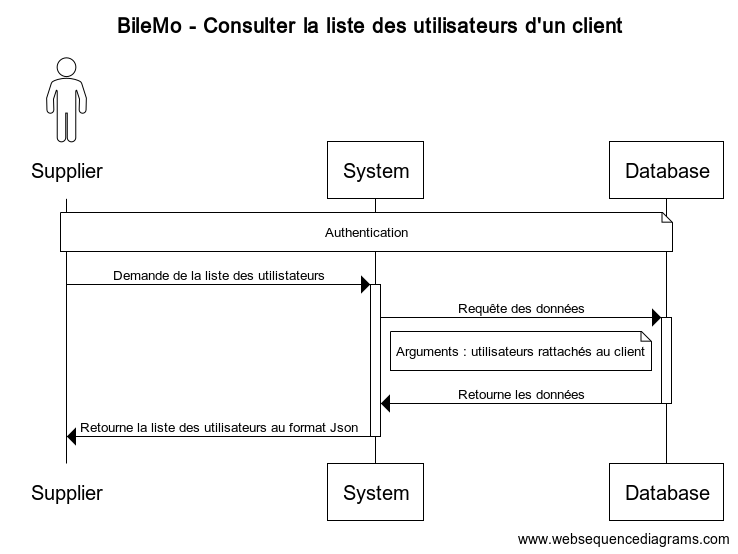 BileMo - Consulter la liste des utilisateurs d'un client
Supplier
System
Database
Authentication
Demande de la liste des utilistateurs
Requête des données
Arguments : utilisateurs rattachés au client
Retourne les données
Retourne la liste des utilisateurs au format Json
Supplier
System
Database
www.websequencediagrams.com